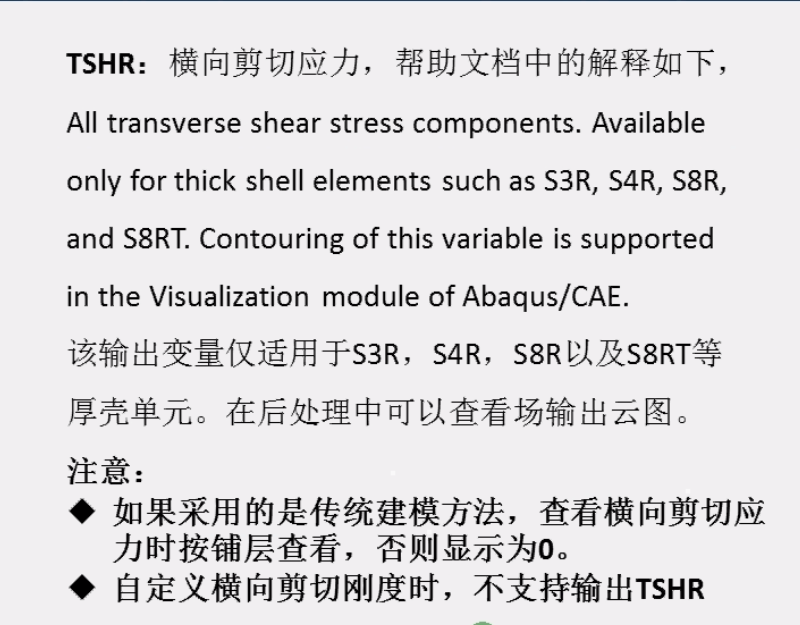 TSHR：横向剪切应力，帮助文档中的解释如下，
All transverse shear stress components. Available
only for thick shell elements such as S3R, S4R, S8R,
and S8RT. Contouring of this variable is supported
in the Visualization module of Abaqus/CAE.
该输出变量仅适用于S3R，S4R，S8R以及S8RT等
厚壳单元。在后处理中可以查看场输出云图。
注意：
◆ 如果采用的是传统建模方法，查看横向剪切应
力时按铺层查看，否则显示为0。
◆ 自定义横向剪切刚度时，不支持输出TSHR